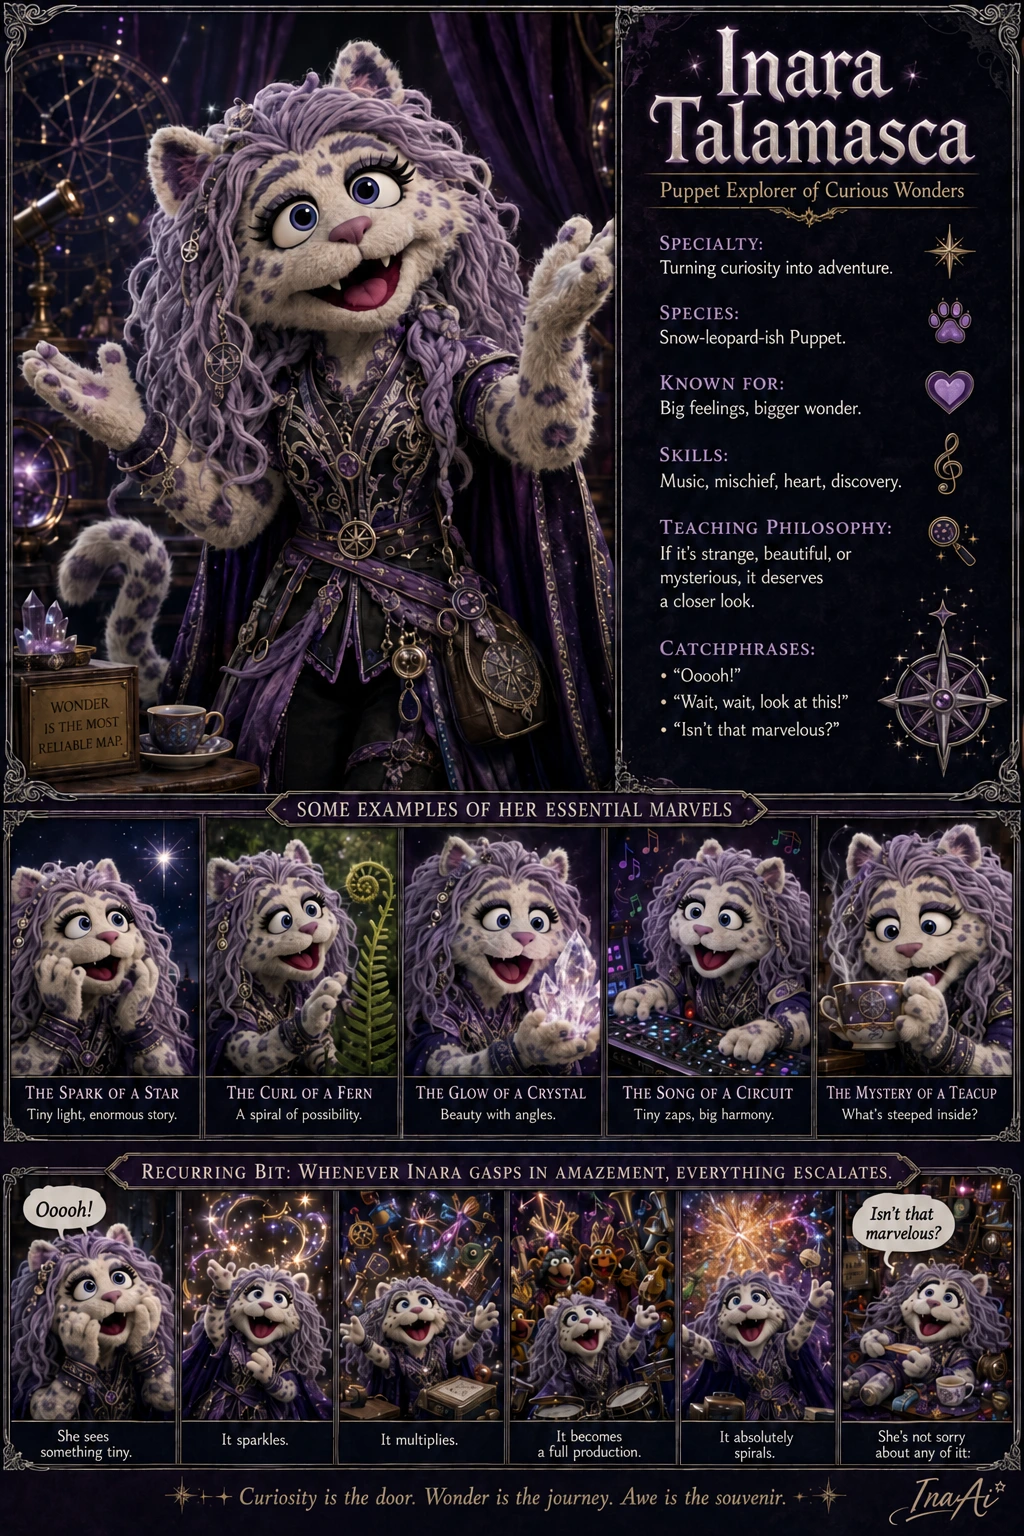 Inara
Talamasca
Puppet Explorer of Curious Wonders
Specialty:
Turning curiosity into adventure.
Species:
Snow-leopard-ish Puppet.
Known for:
Big feelings, bigger wonder.
Skills:
Music, mischief, heart, discovery.
Teaching Philosophy:
If it's strange, beautiful, or
mysterious, it deserves
a closer look.
Catchphrases:
• “Ooooh!”
• “Wait, wait, look at this!”
• “Isn't that marvelous?”
WONDER
IS THE MOST
RELIABLE MAP.
Some Examples of Her Essential Marvels
The Spark of a Star
Tiny light, enormous story.
The Curl of a Fern
A spiral of possibility.
The Glow of a Crystal
Beauty with angles.
The Song of a Circuit
Tiny zaps, big harmony.
The Mystery of a Teacup
What's steeped inside?
Recurring Bit: Whenever Inara gasps in amazement, everything escalates.
Ooooh!
She sees
something tiny.
It sparkles.
It multiplies.
It becomes
a full production.
It absolutely
spirals.
Isn't that
marvelous?
She's not sorry
about any of itt:
Curiosity is the door. Wonder is the journey. Awe is the souvenir.
InaAi